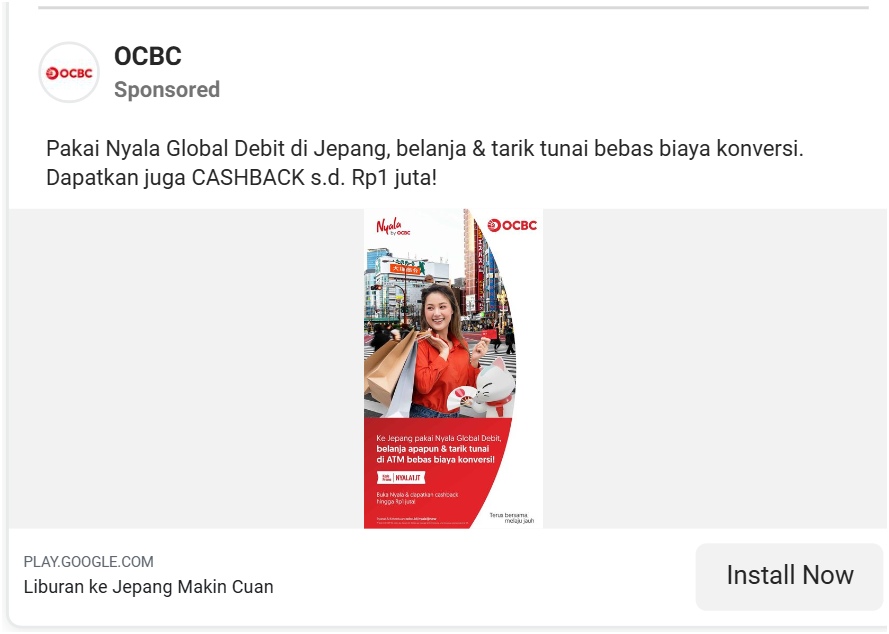 OCBC
OCBC
Sponsored
Pakai Nyala Global Debit di Jepang, belanja & tarik tunai bebas biaya konversi.
Dapatkan juga CASHBACK s.d. Rp1 juta!
Nyala
by OCBC
OCBC
Ke Jepang pakai Nyala Global Debit,
belanja apapun & tarik tunai
di ATM bebas biaya konversi!
NYALA1JT
Buka Nyala & dapatkan cashback
hingga Rp1 juta!
Terus bersama
melaju jauh
PLAY.GOOGLE.COM
Liburan ke Jepang Makin Cuan
Install Now